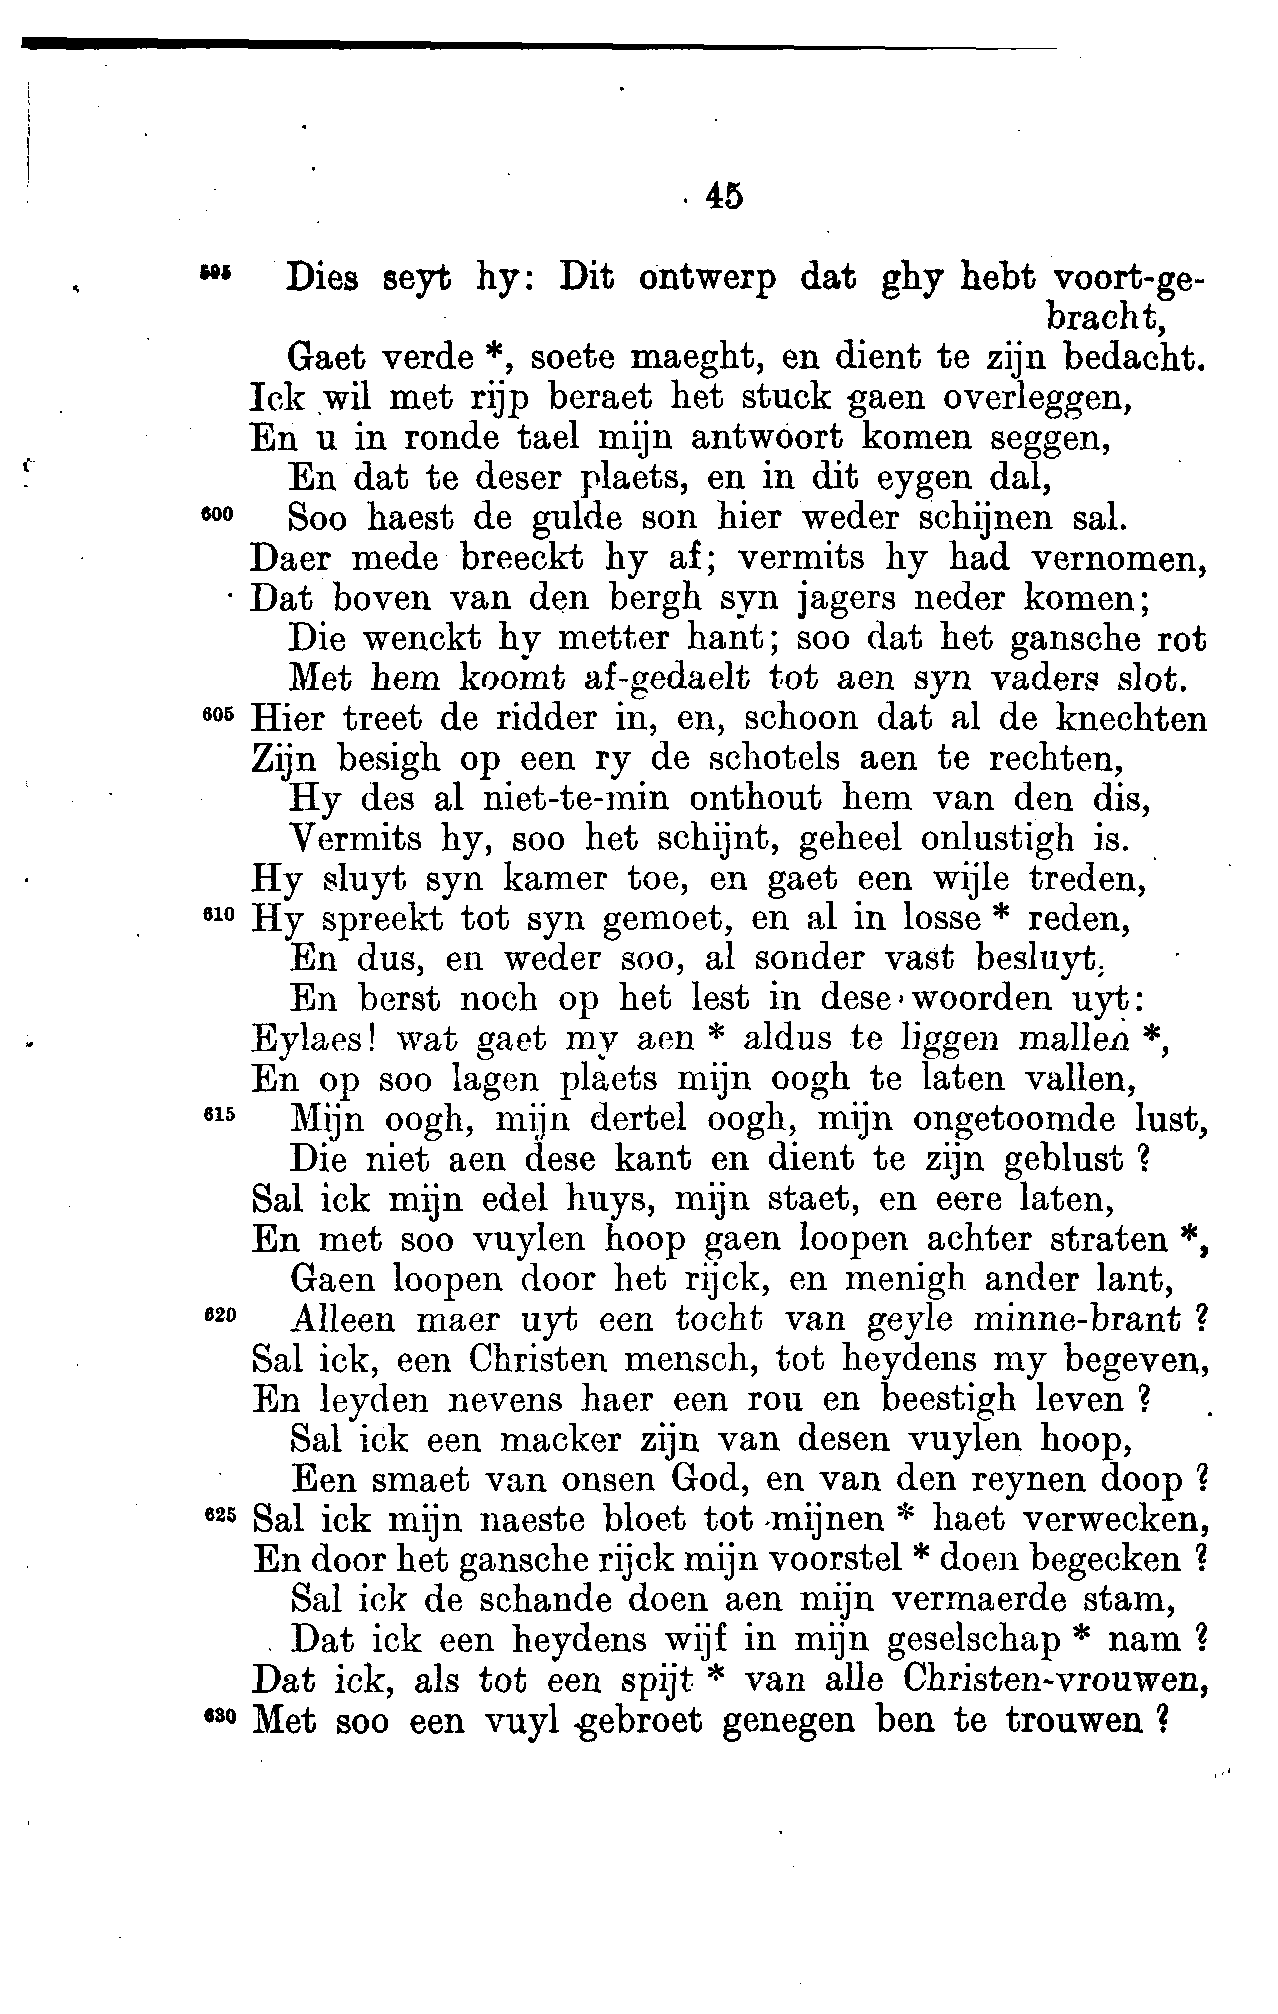 45
595 Dies seyt hy: Dit ontwerp dat ghy hebt voort-ge-
bracht,
Gaet verde *, soete maeght, en dient te zijn bedacht.
Ick wil met rijp beraet het stuck gaen overleggen,
En u in ronde tael mijn antwoort komen seggen,
En dat te deser plaets, en in dit eygen dal,
600 Soo haest de gulde son hier weder schijnen sal.
Daer mede breeckt hy af; vermits hy had vernomen,
Dat boven van den bergh syn jagers neder komen;
Die wenckt hy metter hant; soo dat het gansche rot
Met hem koomt af-gedaelt tot aen syn vaders slot.
605 Hier treet de ridder in, en, schoon dat al de knechten
Zijn besigh op een ry de schotels aen te rechten,
Hy des al niet-te-min onthout hem van den dis,
Vermits hy, soo het schijnt, geheel onlustigh is.
Hy sluyt syn kamer toe, en gaet een wijle treden,
610 Hy spreekt tot syn gemoet, en al in losse * reden,
En dus, en weder soo, al sonder vast besluyt;
En berst noch op het lest in dese woorden uyt:
Eylaes! wat gaet my aen * aldus te liggen mallen *,
En op soo lagen plaets mijn oogh te laten vallen,
615 Mijn oogh, mijn dertel oogh, mijn ongetoomde lust,
Die niet aen dese kant en dient te zijn geblust?
Sal ick mijn edel huys, mijn staet, en eere laten,
En met soo vuylen hoop gaen loopen achter straten *,
Gaen loopen door het rijck, en menigh ander lant,
620 Alleen maer uyt een tocht van geyle minne-brant?
Sal ick, een Christen mensch, tot heydens my begeven,
En leyden nevens haer een rou en beestigh leven?
Sal ick een macker zijn van desen vuylen hoop,
Een smaet van onsen God, en van den reynen doop?
625 Sal ick mijn naeste bloet tot mijnen * haet verwecken,
En door het gansche rijck mijn voorstel * doen begecken?
Sal ick de schande doen aen mijn vermaerde stam,
Dat ick een heydens wijf in mijn geselschap * nam?
Dat ick, als tot een spijt * van alle Christen-vrouwen,
630 Met soo een vuyl gebroet genegen ben te trouwen?